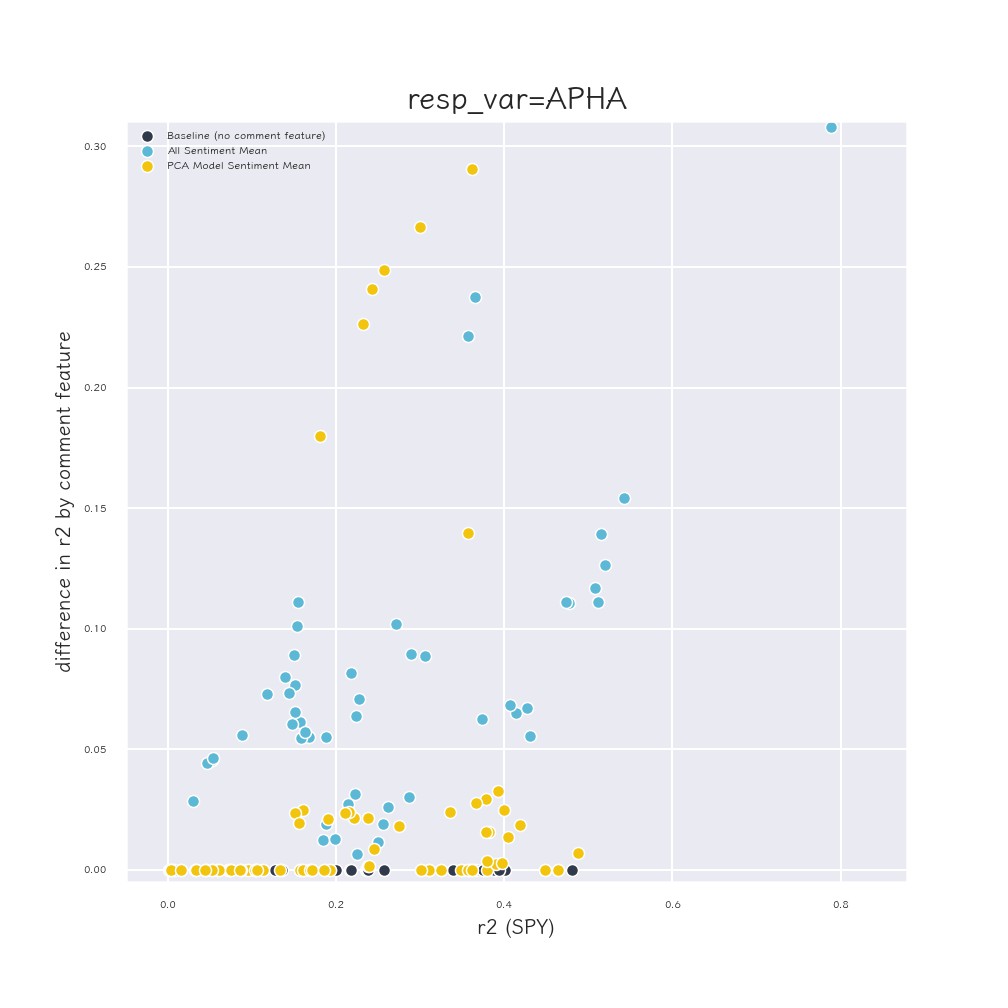 resp_var=APHA
Baseline (no comment feature)
All Sentiment Mean
PCA Model Sentiment Mean
difference in r2 by comment feature
0.30
0.25
0.20
0.15
0.10
0.05
0.00
0.0 0.2 0.4 0.6 0.8
r2 (SPY)